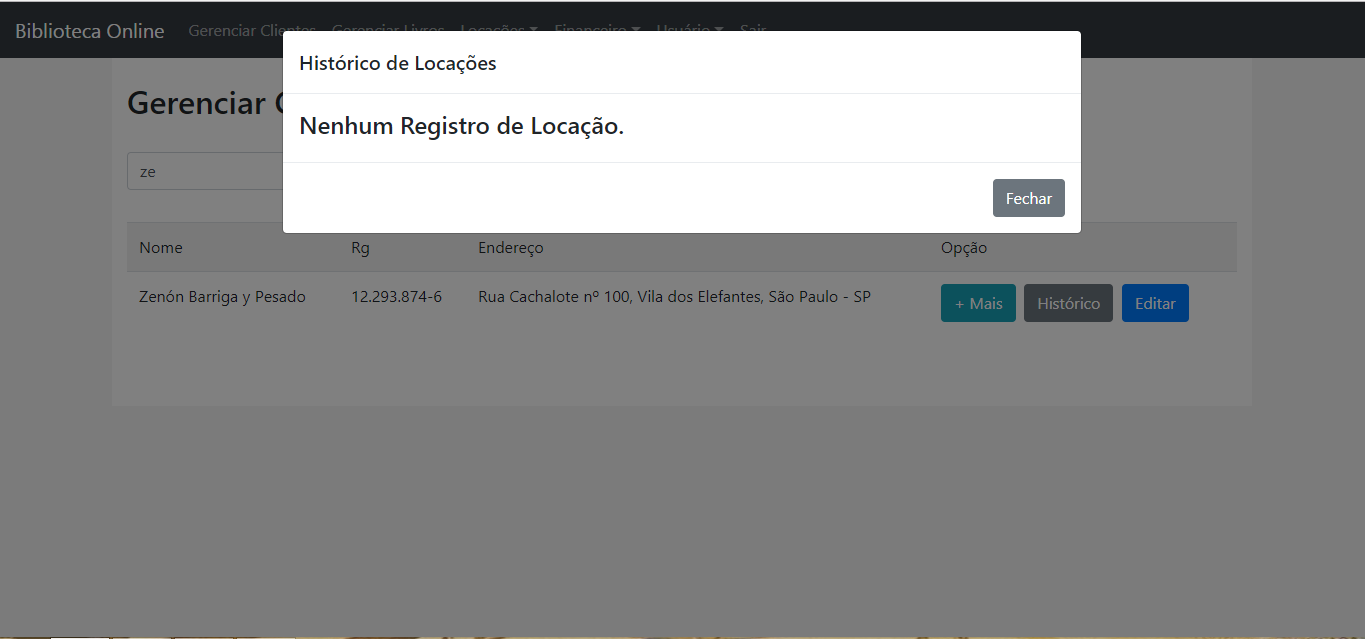 Biblioteca Online Gerenciar Clientes Gerenciar Livros Locações Financeiro Usuário Sair
Histórico de Locações
Gerenciar
Nenhum Registro de Locação.
ze
Fechar
Nome Rg Endereço Opção
Zenón Barriga y Pesado 12.293.874-6 Rua Cachalote nº 100, Vila dos Elefantes, São Paulo - SP + Mais Histórico Editar